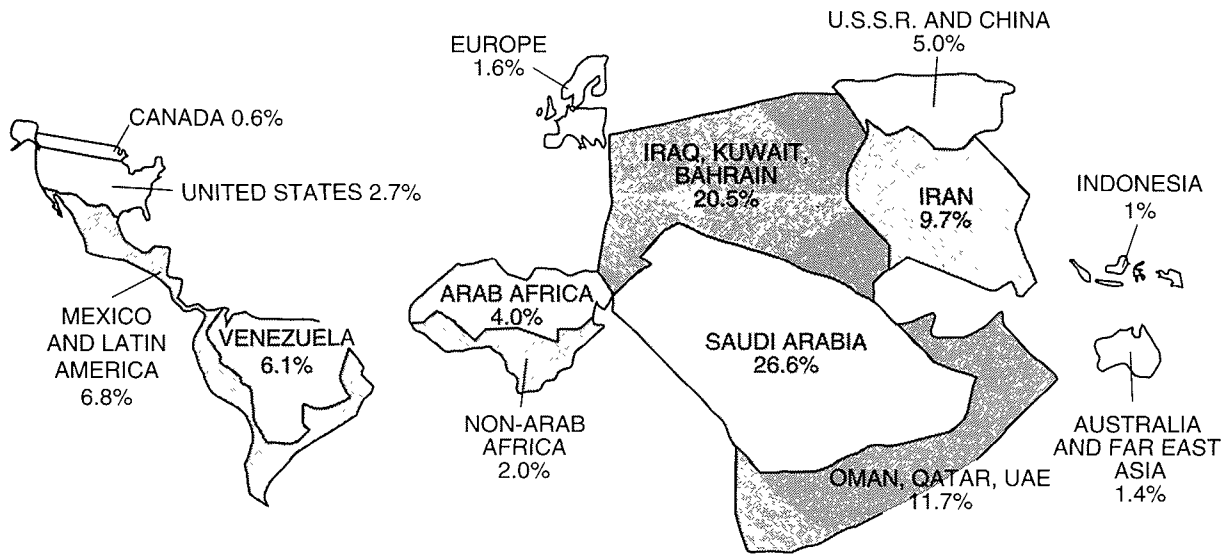 U.S.S.R. AND CHINA
5.0%
EUROPE
1.6%
CANADA 0.6%
UNITED STATES 2.7%
IRAQ, KUWAIT,
BAHRAIN
20.5%
IRAN
9.7%
INDONESIA
1%
ARAB AFRICA
4.0%
MEXICO
AND LATIN
AMERICA
6.8%
VENEZUELA
6.1%
SAUDI ARABIA
26.6%
NON-ARAB
AFRICA
2.0%
OMAN, QATAR, UAE
11.7%
AUSTRALIA
AND FAR EAST
ASIA
1.4%